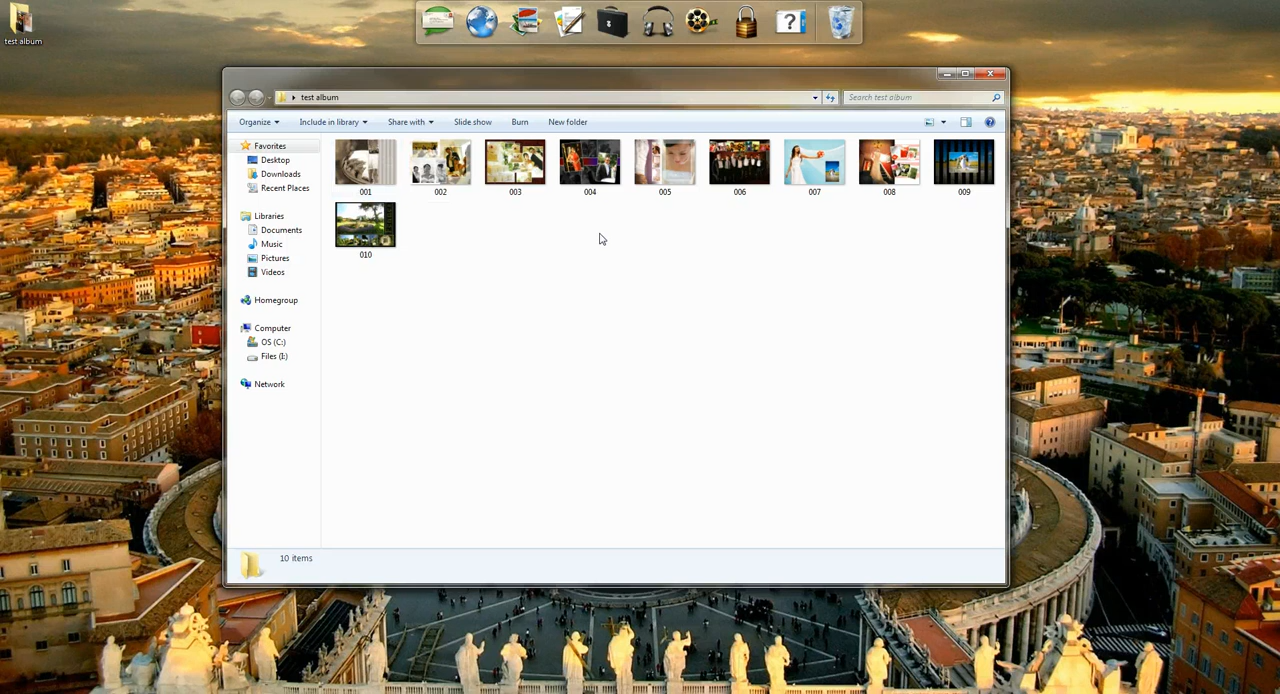 test album
test album
Search test album
Organize
Include in library
Share with
Slide show
Burn
New folder
Favorites
Desktop
Downloads
Recent Places
Libraries
Documents
Music
Pictures
Videos
Homegroup
Computer
OS (C:)
Files (E:)
Network
001
002
003
004
005
006
007
008
009
010
10 items